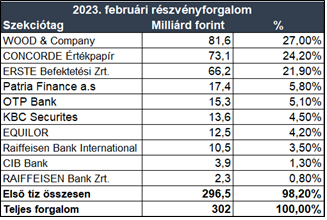 2023. februári részvényforgalom
Szekciótag Milliárd forint %
WOOD & Company 81,6 27,00%
CONCORDE Értékpapír 73,1 24,20%
ERSTE Befektetési Zrt. 66,2 21,90%
Patria Finance a.s 17,4 5,80%
OTP Bank 15,3 5,10%
KBC Securites 13,6 4,50%
EQUILOR 12,5 4,20%
Raiffeisen Bank International 10,5 3,50%
CIB Bank 3,9 1,30%
RAIFFEISEN BANK Zrt. 2,3 0,80%
Első tíz összesen 296,5 98,20%
Teljes forgalom 302 100,00%